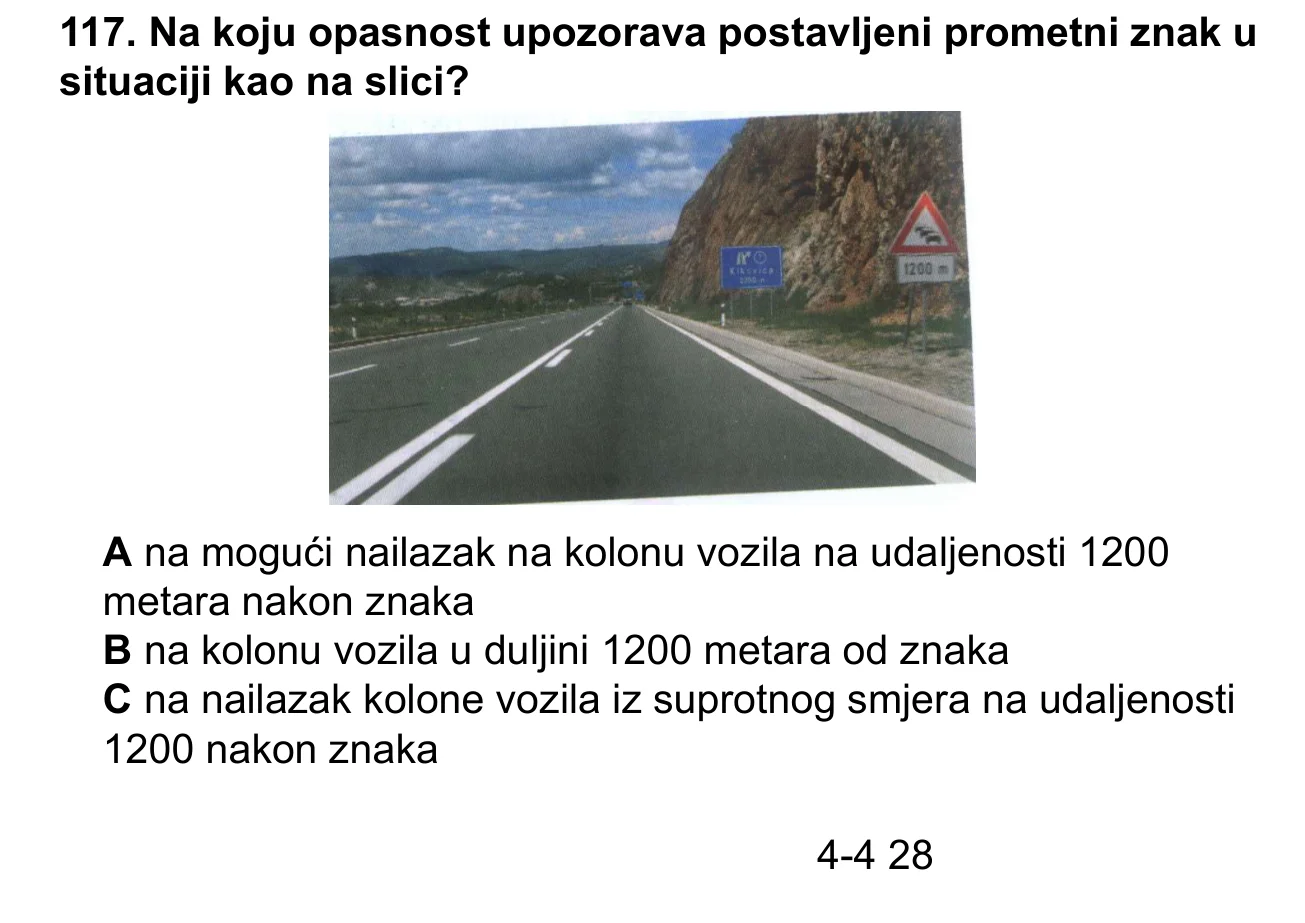 117. Na koju opasnost upozorava postavljeni prometni znak u
situaciji kao na slici?
1200 m
A na mogući nailazak na kolonu vozila na udaljenosti 1200
metara nakon znaka
B na kolonu vozila u duljini 1200 metara od znaka
C na nailazak kolone vozila iz suprotnog smjera na udaljenosti
1200 nakon znaka
4-4 28